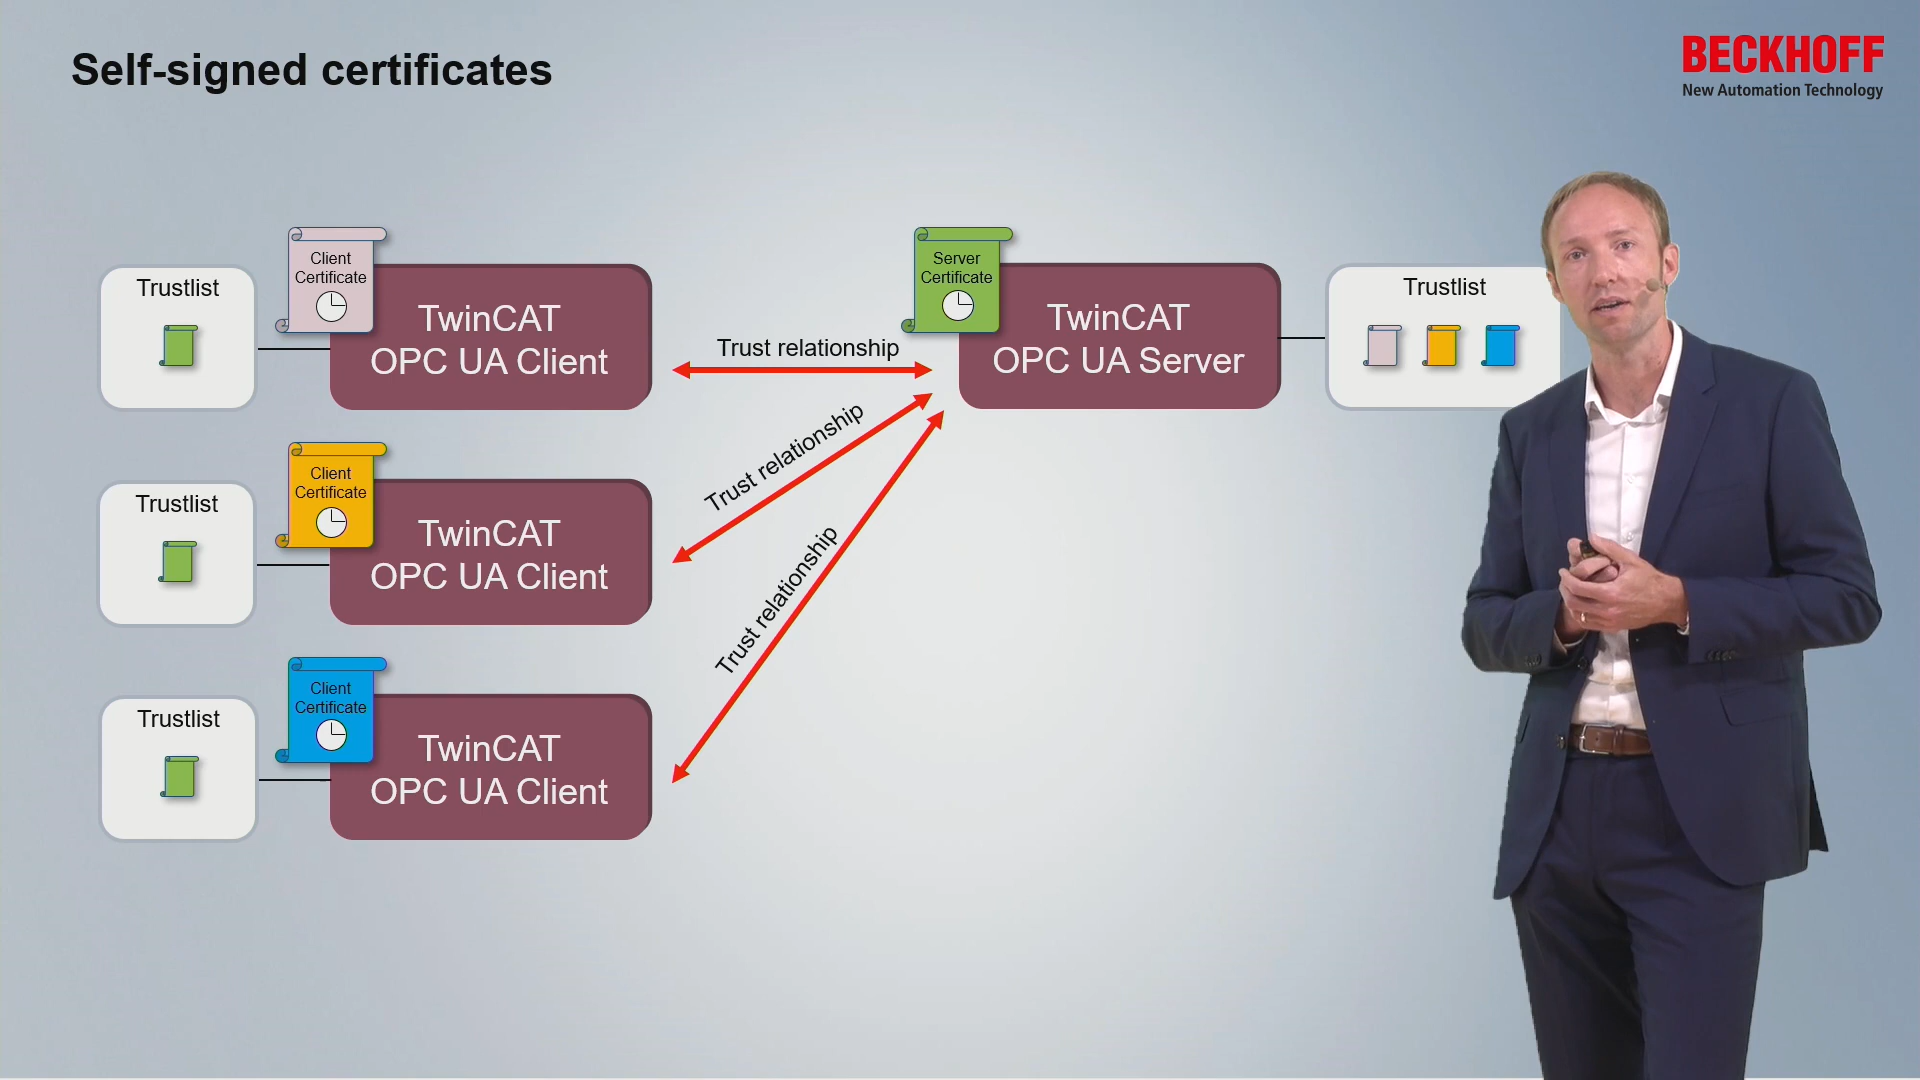 Self-signed certificates
BECKHOFF
New Automation Technology
Trustlist
Client
Certificate
TwinCAT
OPC UA Client
Trust relationship
Server
Certificate
TwinCAT
OPC UA Server
Trustlist
Trustlist
Client
Certificate
TwinCAT
OPC UA Client
Trust relationship
Trustlist
Client
Certificate
TwinCAT
OPC UA Client
Trust relationship